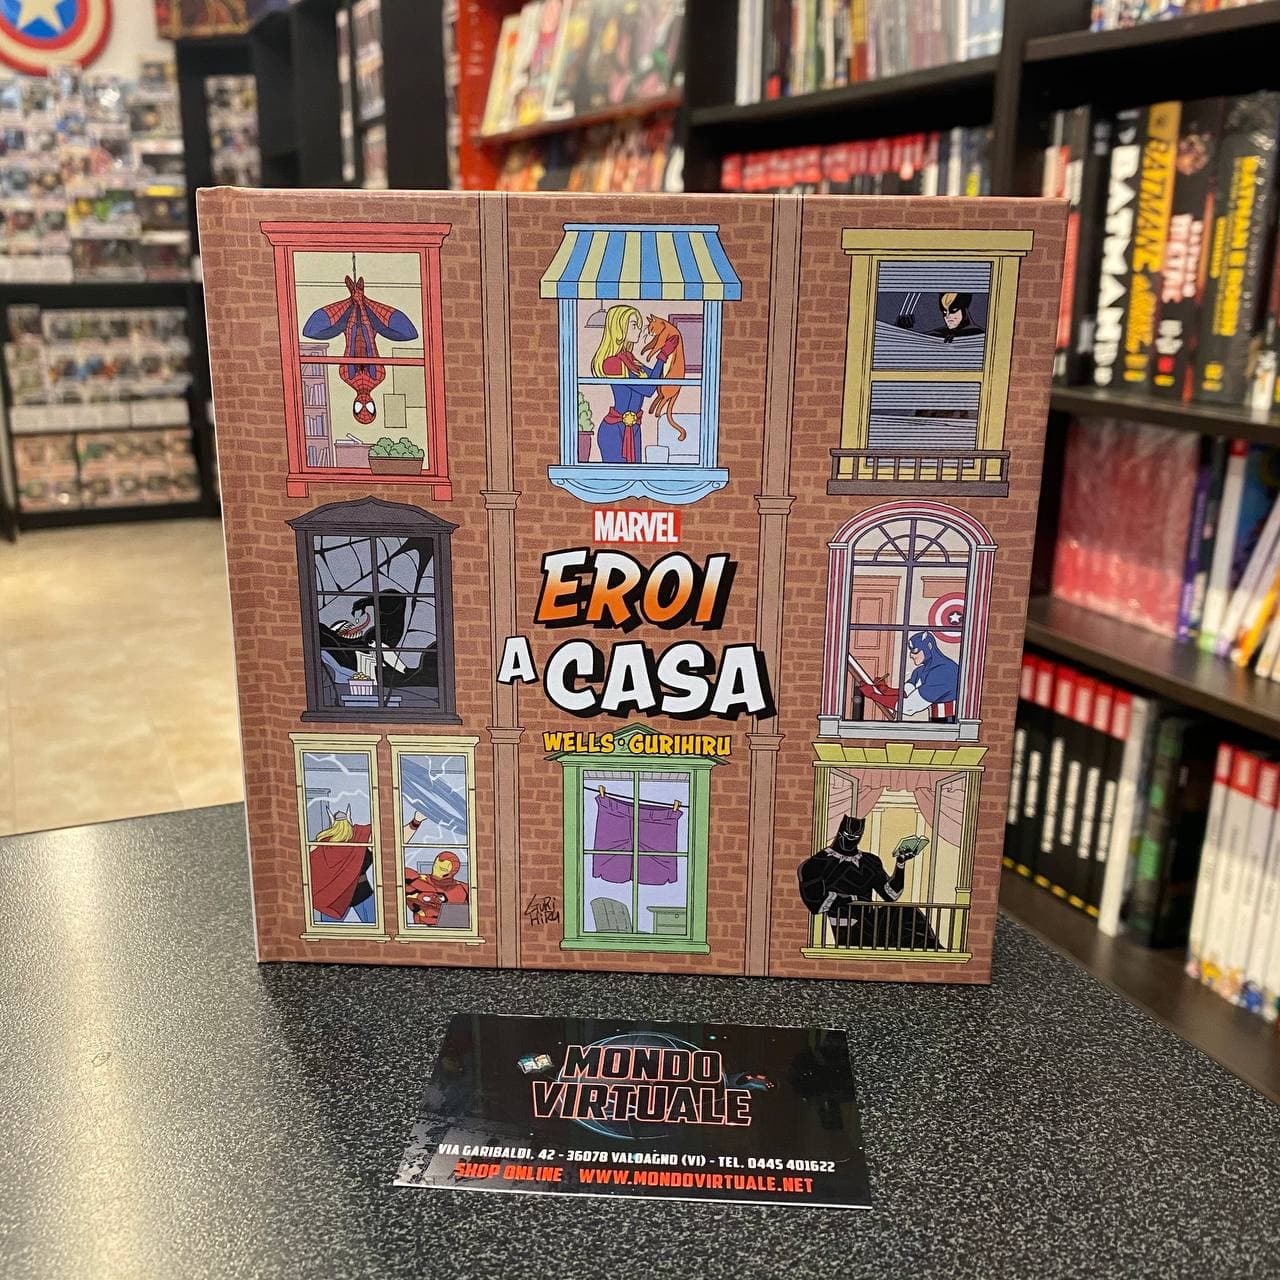 MARVEL
EROI
A CASA
WELLS • GURIHIRU
GURI
HIRU
MONDO
VIRTUALE
VIA GARIBALDI, 42 - 36078 VALDAGNO (VI) - TEL. 0445 401622
SHOP ONLINE WWW.MONDOVIRTUALE.NET
BATMAN